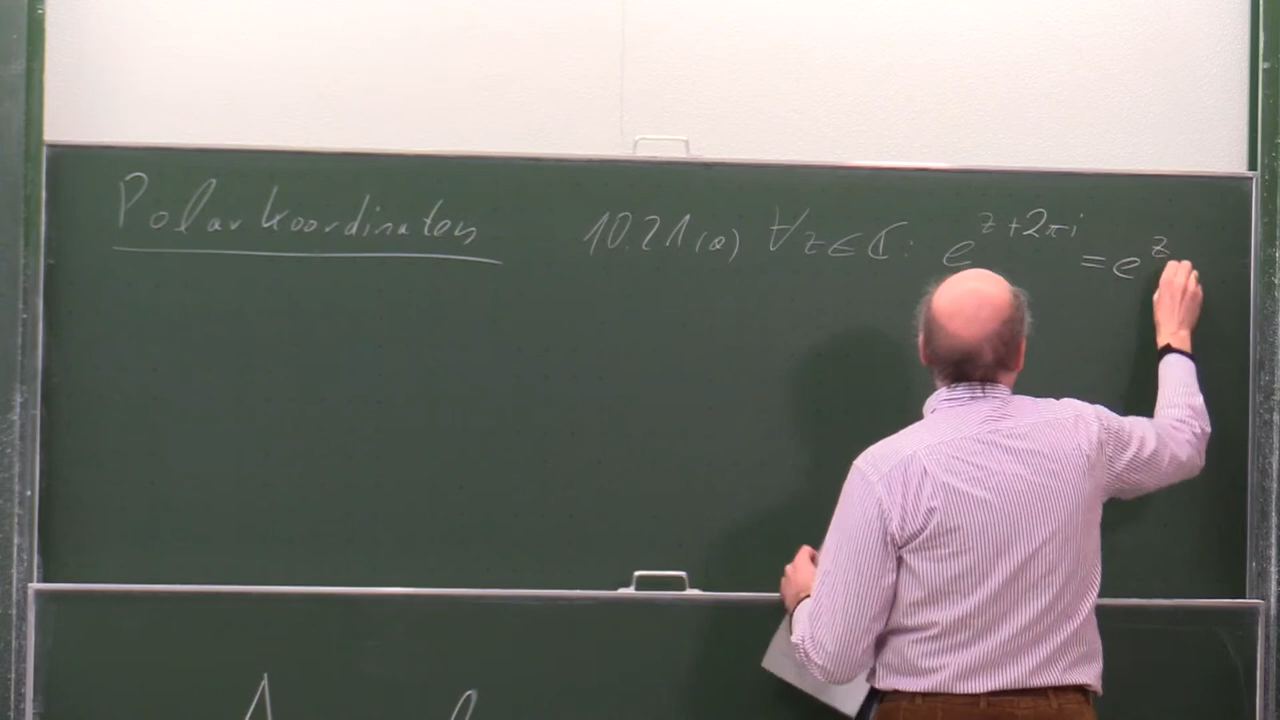 Polarkoordinaten
10.21(a) ∀z∈ℂ: e^{z+2πi} = e^z